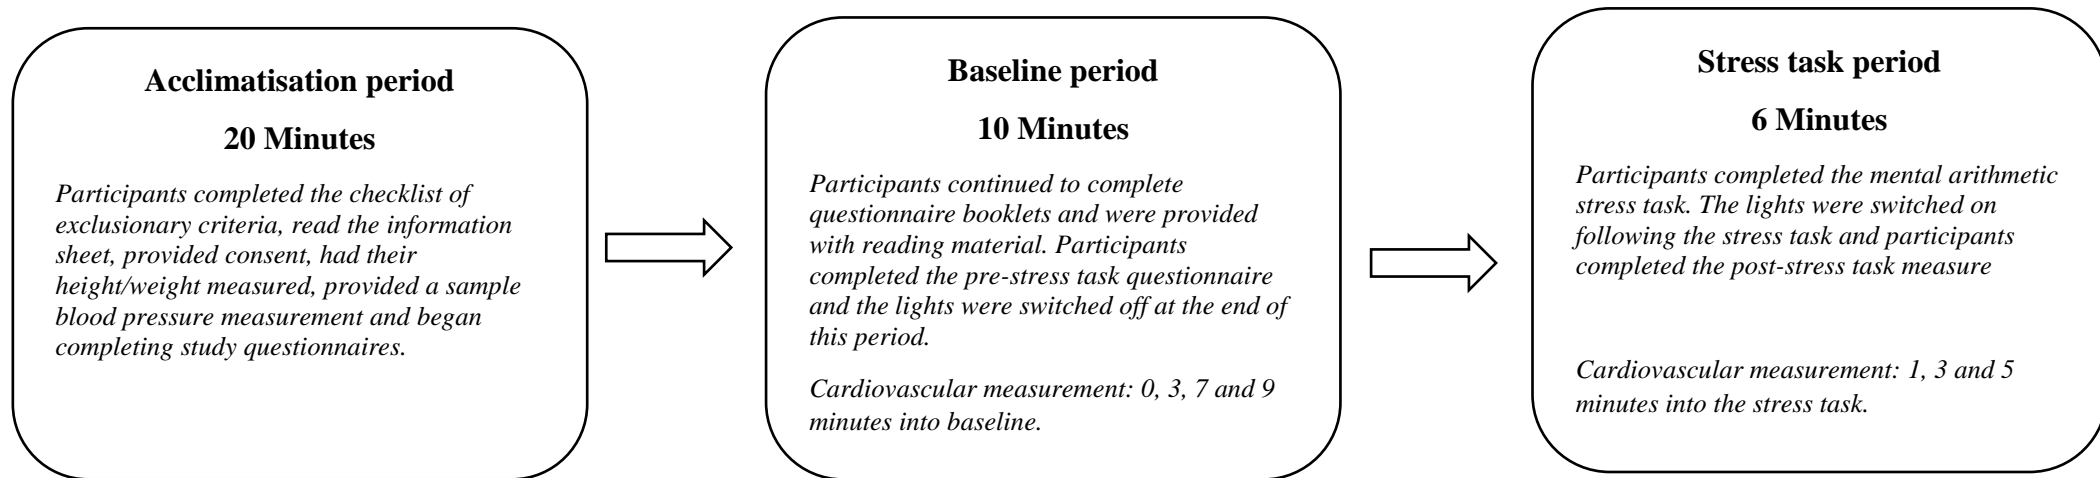 Acclimatisation period
20 Minutes
Participants completed the checklist of
exclusionary criteria, read the information
sheet, provided consent, had their
height/weight measured, provided a sample
blood pressure measurement and began
completing study questionnaires.
Baseline period
10 Minutes
Participants continued to complete
questionnaire booklets and were provided
with reading material. Participants
completed the pre-stress task questionnaire
and the lights were switched off at the end of
this period.
Cardiovascular measurement: 0, 3, 7 and 9
minutes into baseline.
Stress task period
6 Minutes
Participants completed the mental arithmetic
stress task. The lights were switched on
following the stress task and participants
completed the post-stress task measure
Cardiovascular measurement: 1, 3 and 5
minutes into the stress task.